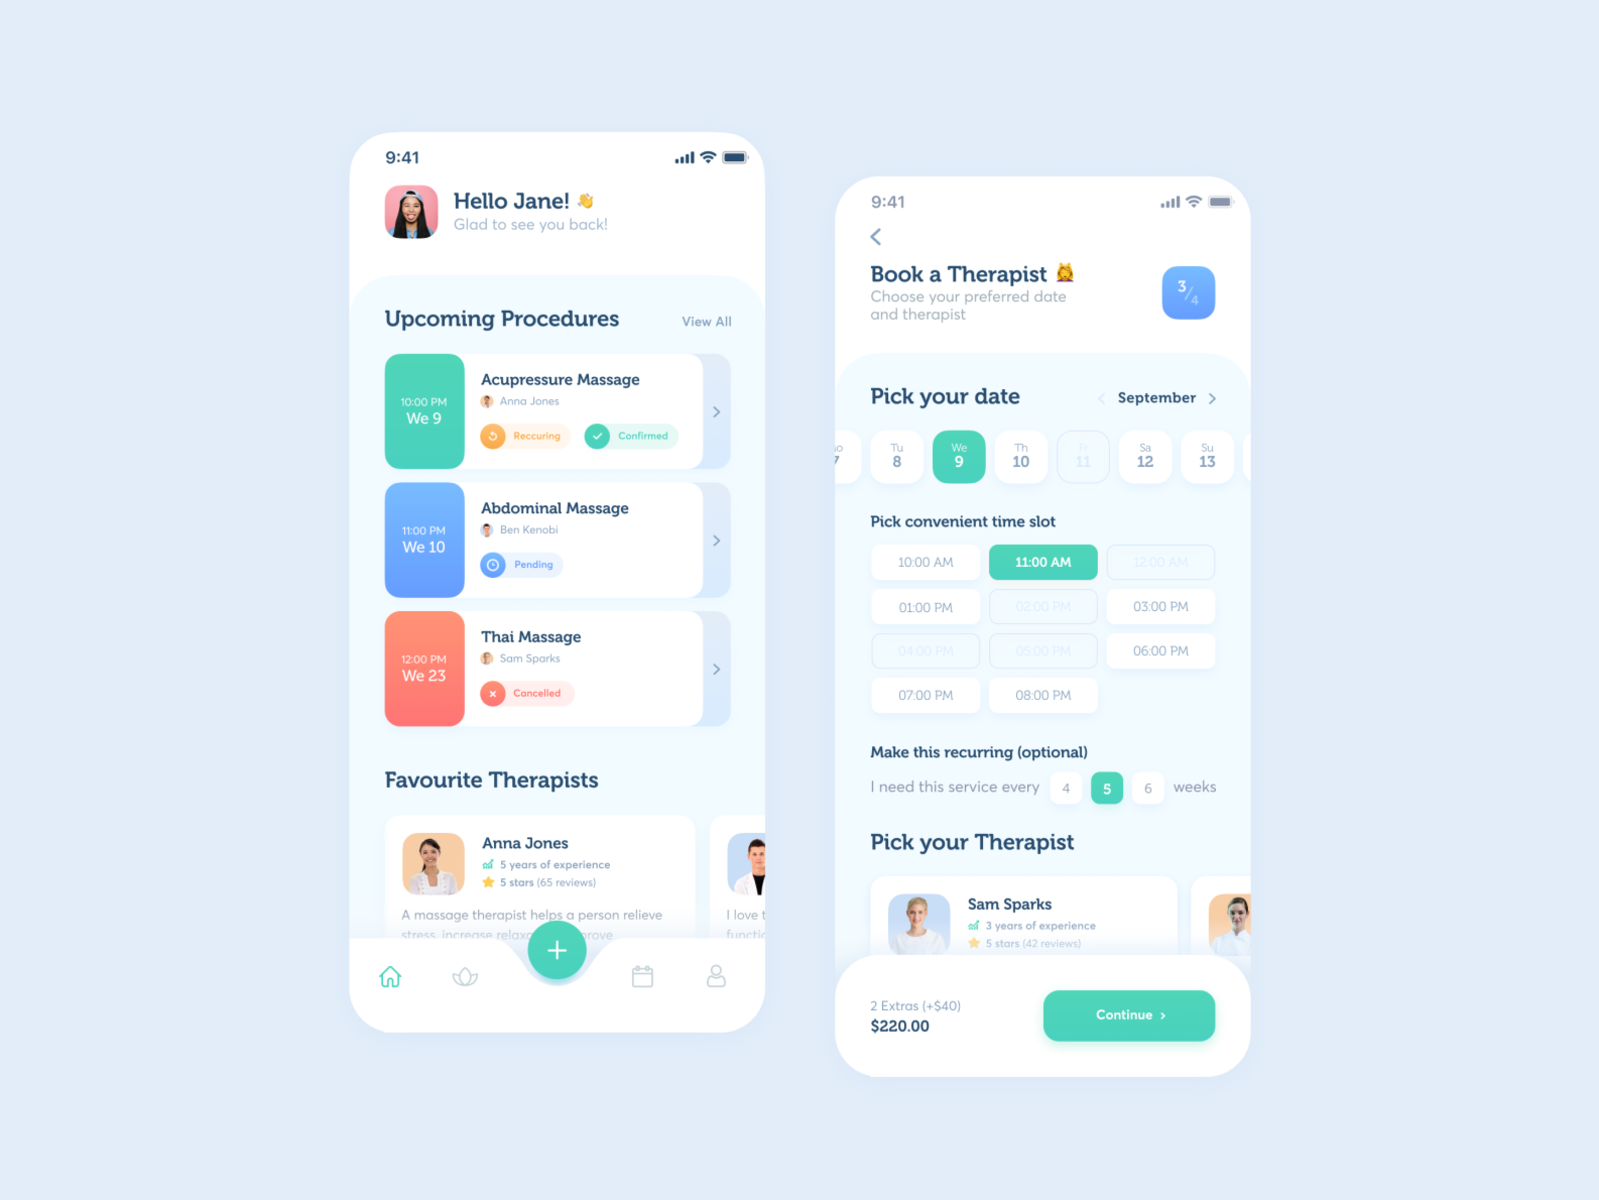 9:41
Hello Jane! 👋
Glad to see you back!
Upcoming Procedures
View All
10:00 PM
We 9
Acupressure Massage
Anna Jones
Reccuring
Confirmed
11:00 PM
We 10
Abdominal Massage
Ben Kenobi
Pending
12:00 PM
We 23
Thai Massage
Sam Sparks
Cancelled
Favourite Therapists
Anna Jones
5 years of experience
5 stars (65 reviews)
A massage therapist helps a person relieve
stress, increase
I love
9:41
Book a Therapist 💆
Choose your preferred date
and therapist
3/4
Pick your date
September
7
Tu
8
We
9
Th
10
Fr
11
Sa
12
Su
13
Pick convenient time slot
10:00 AM
11:00 AM
12:00 AM
01:00 PM
02:00 PM
03:00 PM
04:00 PM
05:00 PM
06:00 PM
07:00 PM
08:00 PM
Make this recurring (optional)
I need this service every 4 5 6 weeks
Pick your Therapist
Sam Sparks
3 years of experience
5 stars (42 reviews)
2 Extras (+$40)
$220.00
Continue ›